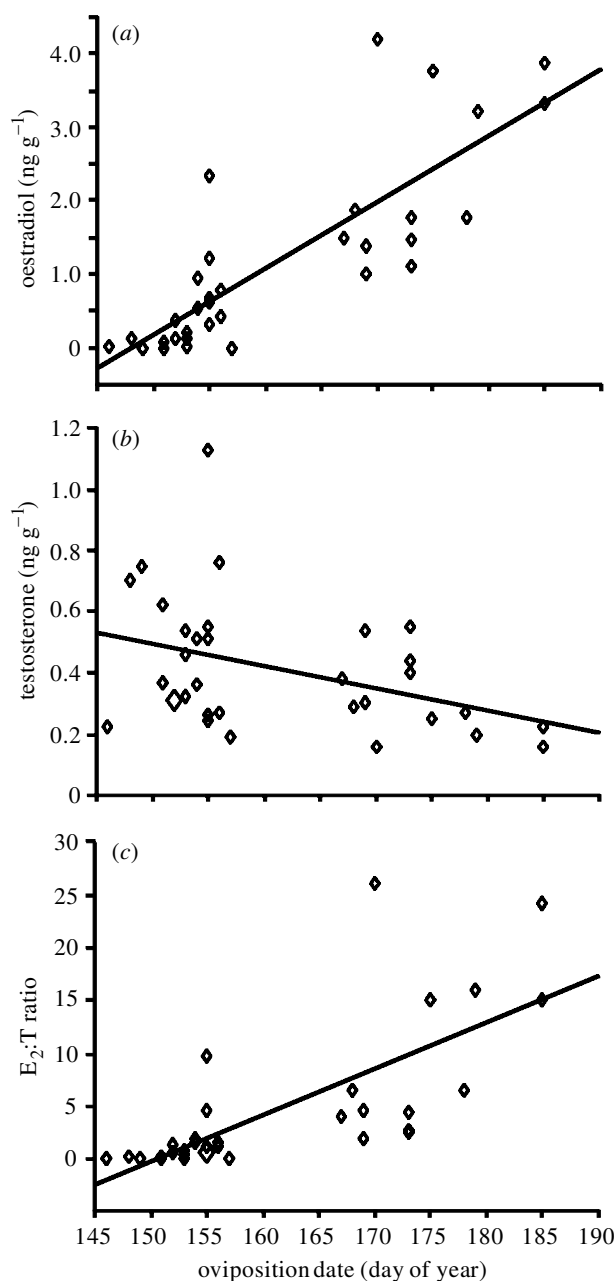 (a)
oestradiol (ng g⁻¹)
4.0
3.0
2.0
1.0
0
(b)
testosterone (ng g⁻¹)
1.2
1.0
0.8
0.6
0.4
0.2
0
(c)
E₂:T ratio
30
25
20
15
10
5
0
145 150 155 160 165 170 175 180 185 190
oviposition date (day of year)